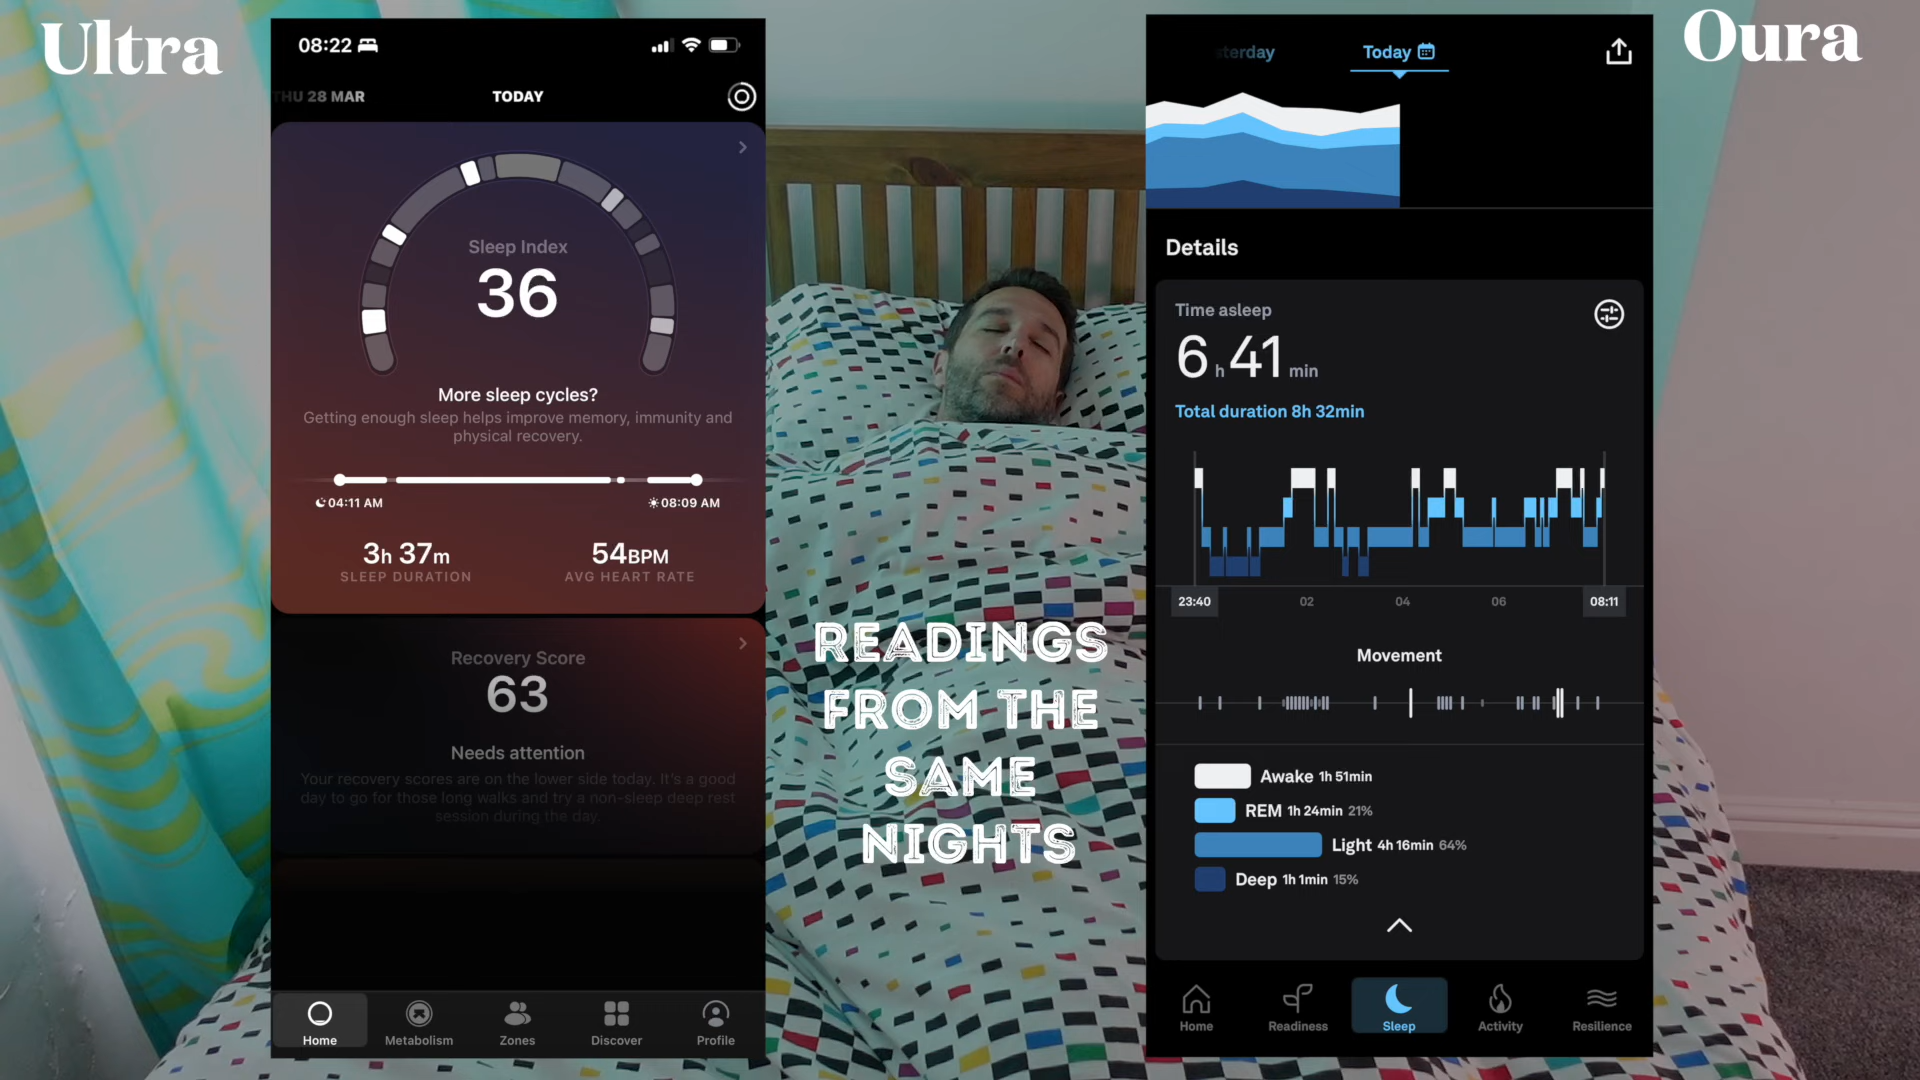 Ultra
08:22
THU 28 MAR
TODAY
Sleep Index
36
More sleep cycles?
Getting enough sleep helps improve memory, immunity and
physical recovery.
04:11 AM
08:09 AM
3h 37m
54BPM
SLEEP DURATION
AVG HEART RATE
Recovery Score
63
Needs attention
Your recovery scores are on the lower side today. It's a good
day to go for those long walks and try a non-sleep deep rest
session during the day.
Home
Metabolism
Zones
Discover
Profile
READINGS
FROM THE
SAME
NIGHTS
Oura
terday
Today
Details
Time asleep
6 h 41 min
Total duration 8h 32min
23:40
02
04
06
08:11
Movement
Awake 1h 51min
REM 1h 24min 21%
Light 4h 16min 64%
Deep 1h 1min 15%
Home
Readiness
Sleep
Activity
Resilience